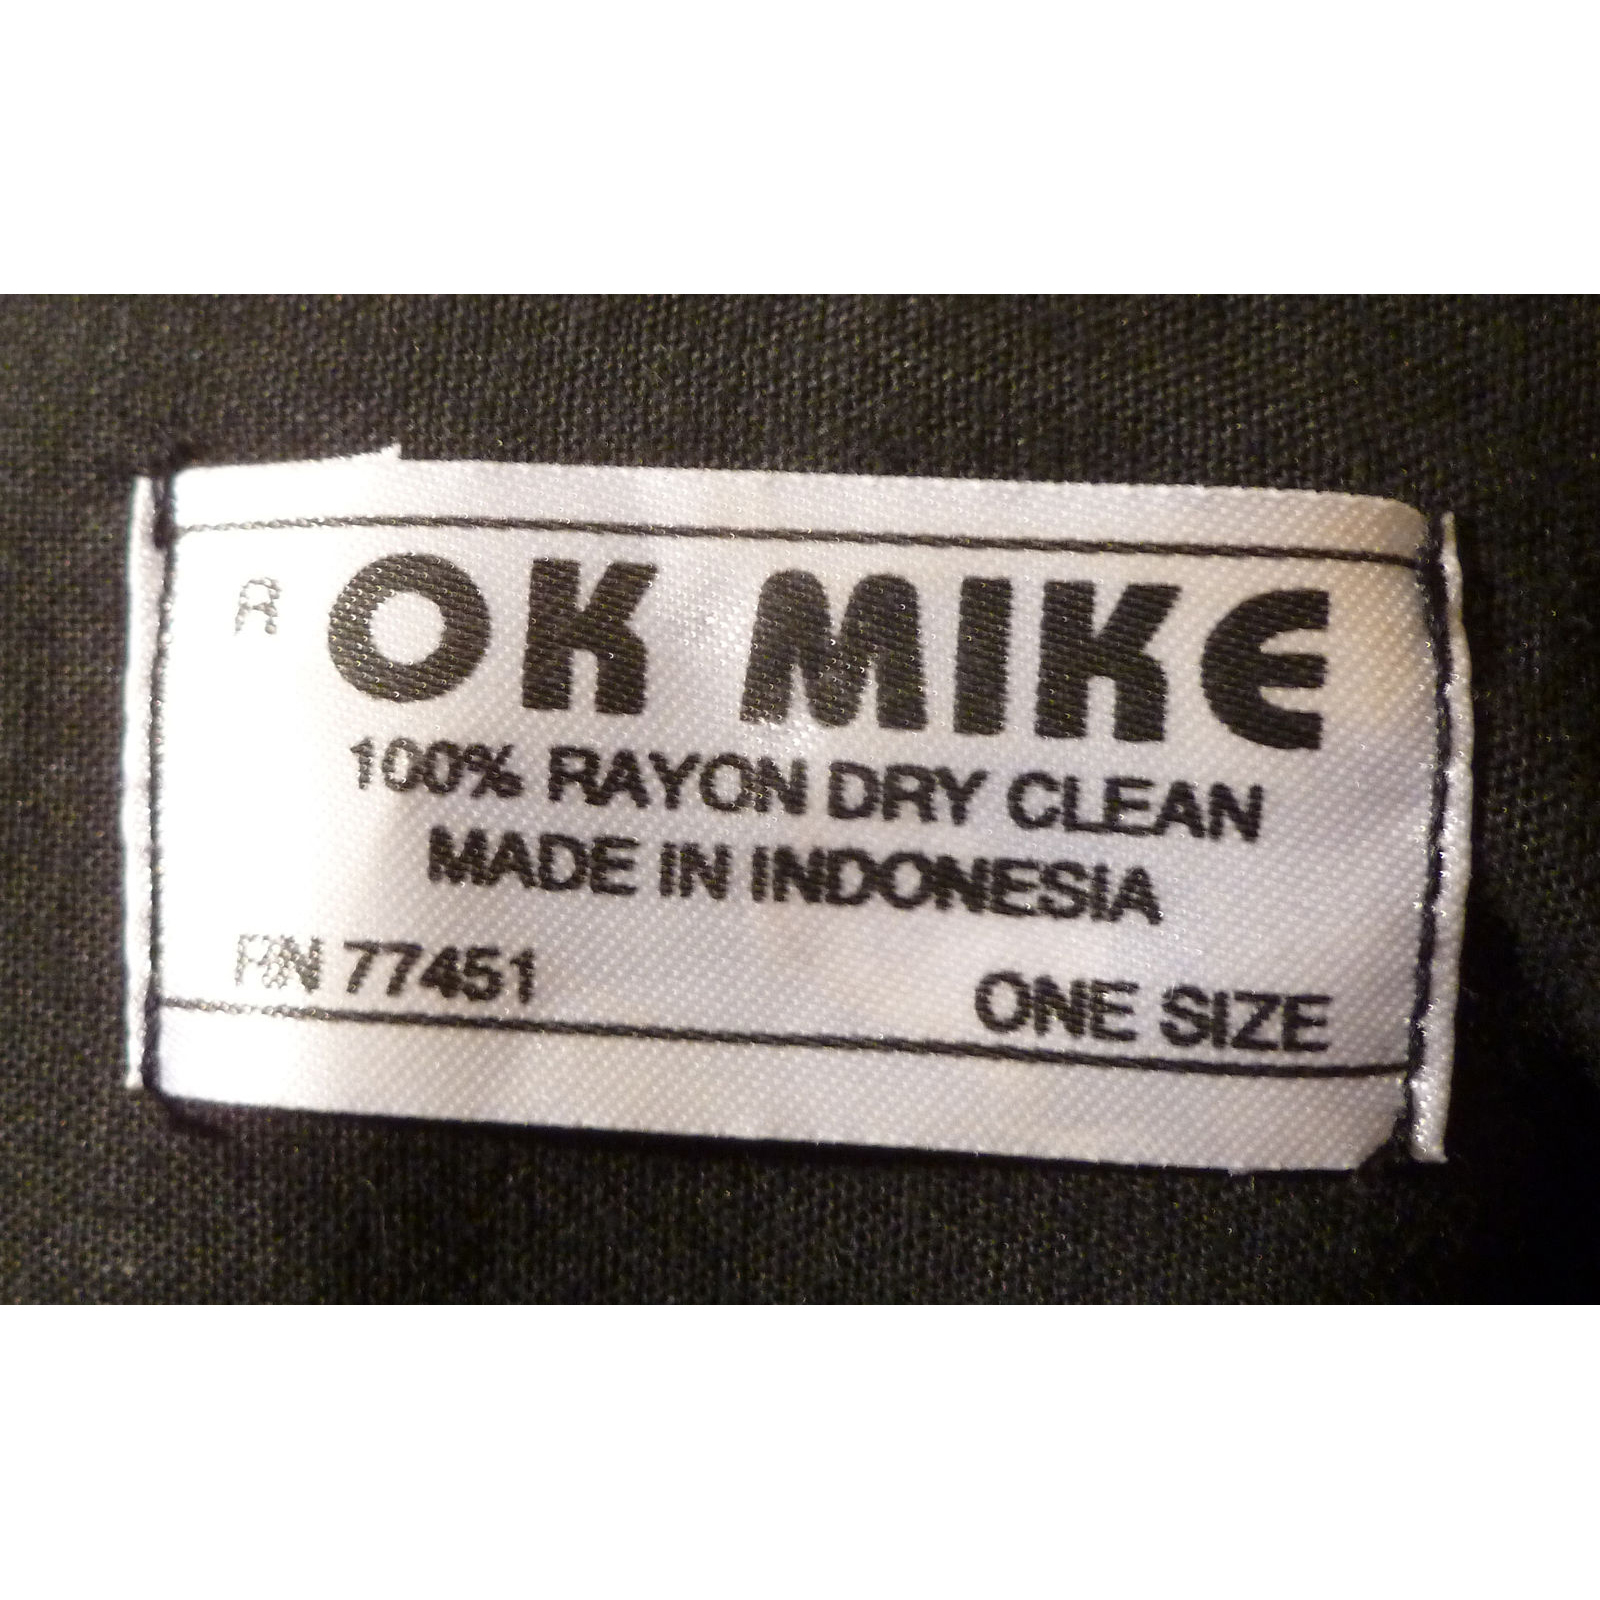 R OK MIKE
100% RAYON DRY CLEAN
MADE IN INDONESIA
RN 77451 ONE SIZE